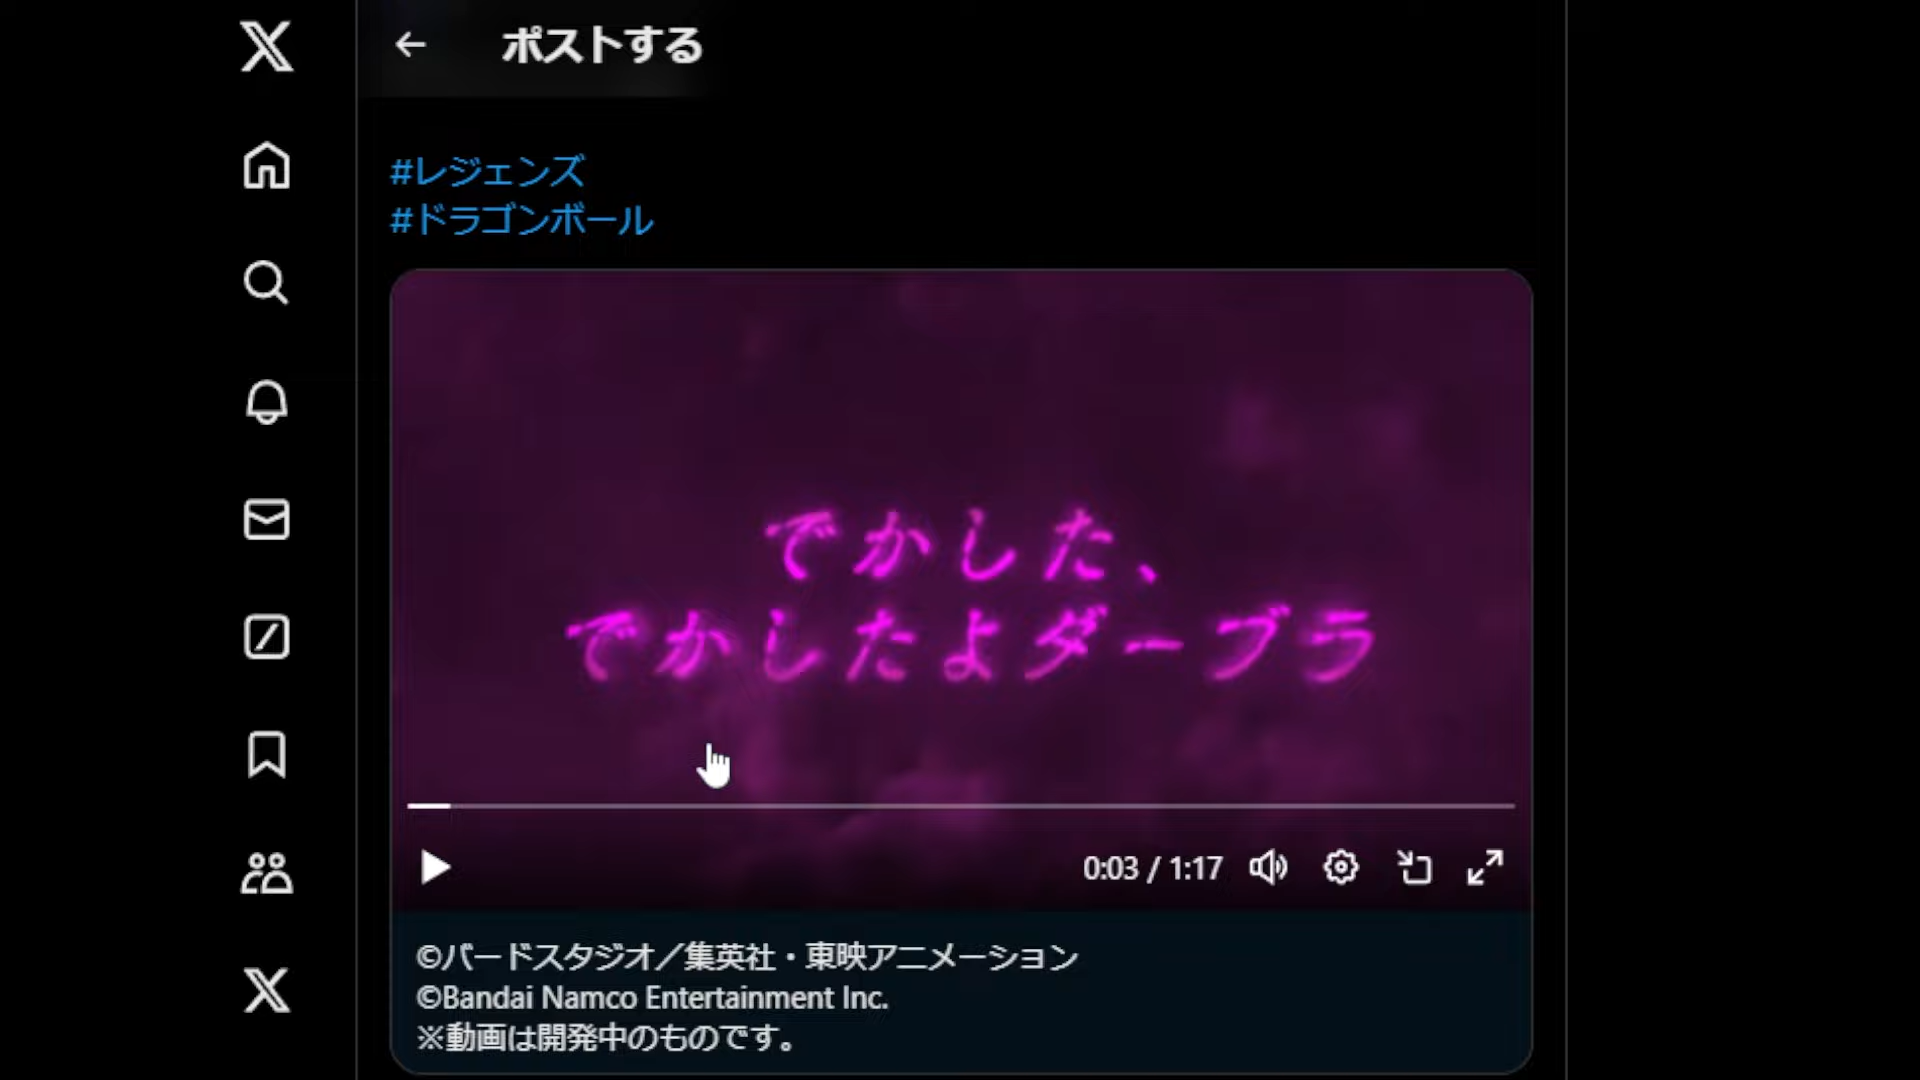 ポストする
#レジェンズ
#ドラゴンボール
でかした、
でかしたよダーブラ
0:03 / 1:17
©バードスタジオ／集英社・東映アニメーション
©Bandai Namco Entertainment Inc.
※動画は開発中のものです。